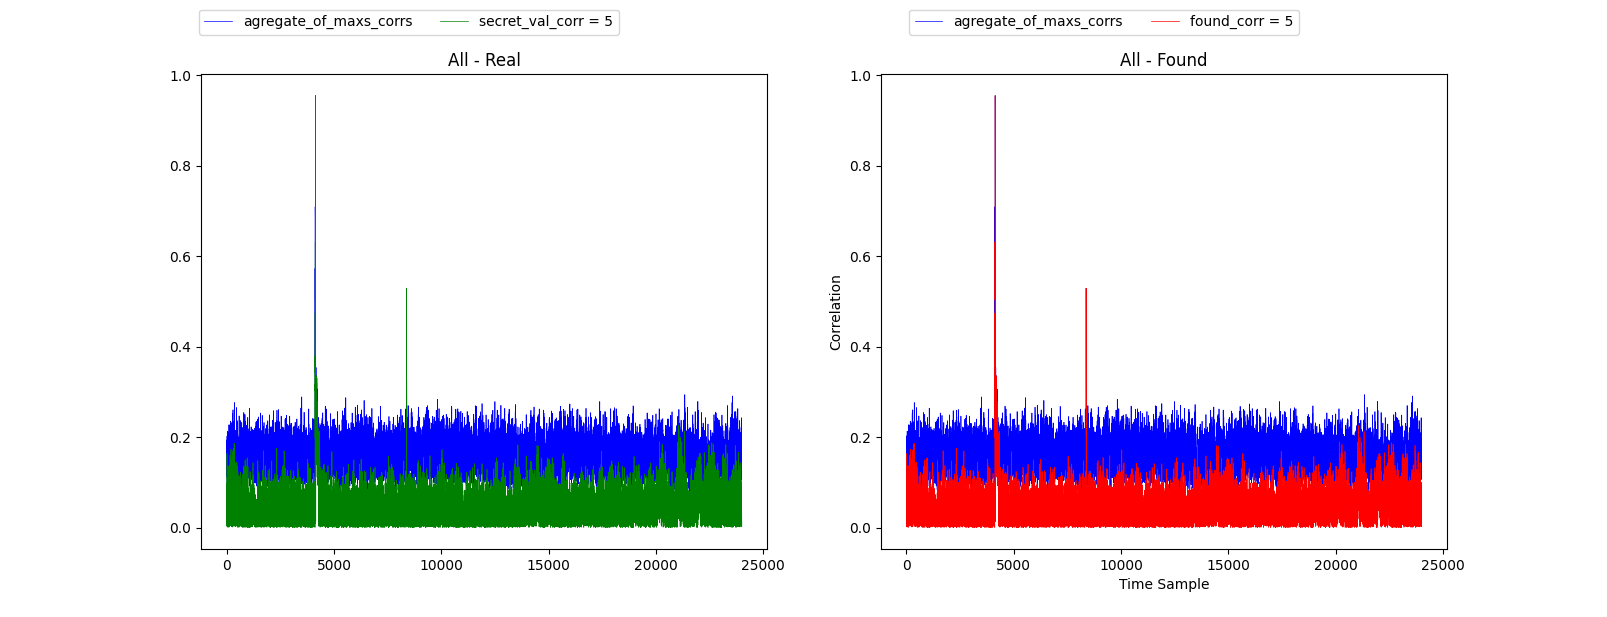 agregate_of_maxs_corrs secret_val_corr = 5
All - Real
1.0
0.8
0.6
0.4
0.2
0.0
0 5000 10000 15000 20000 25000
agregate_of_maxs_corrs found_corr = 5
All - Found
Correlation
1.0
0.8
0.6
0.4
0.2
0.0
0 5000 10000 15000 20000 25000
Time Sample